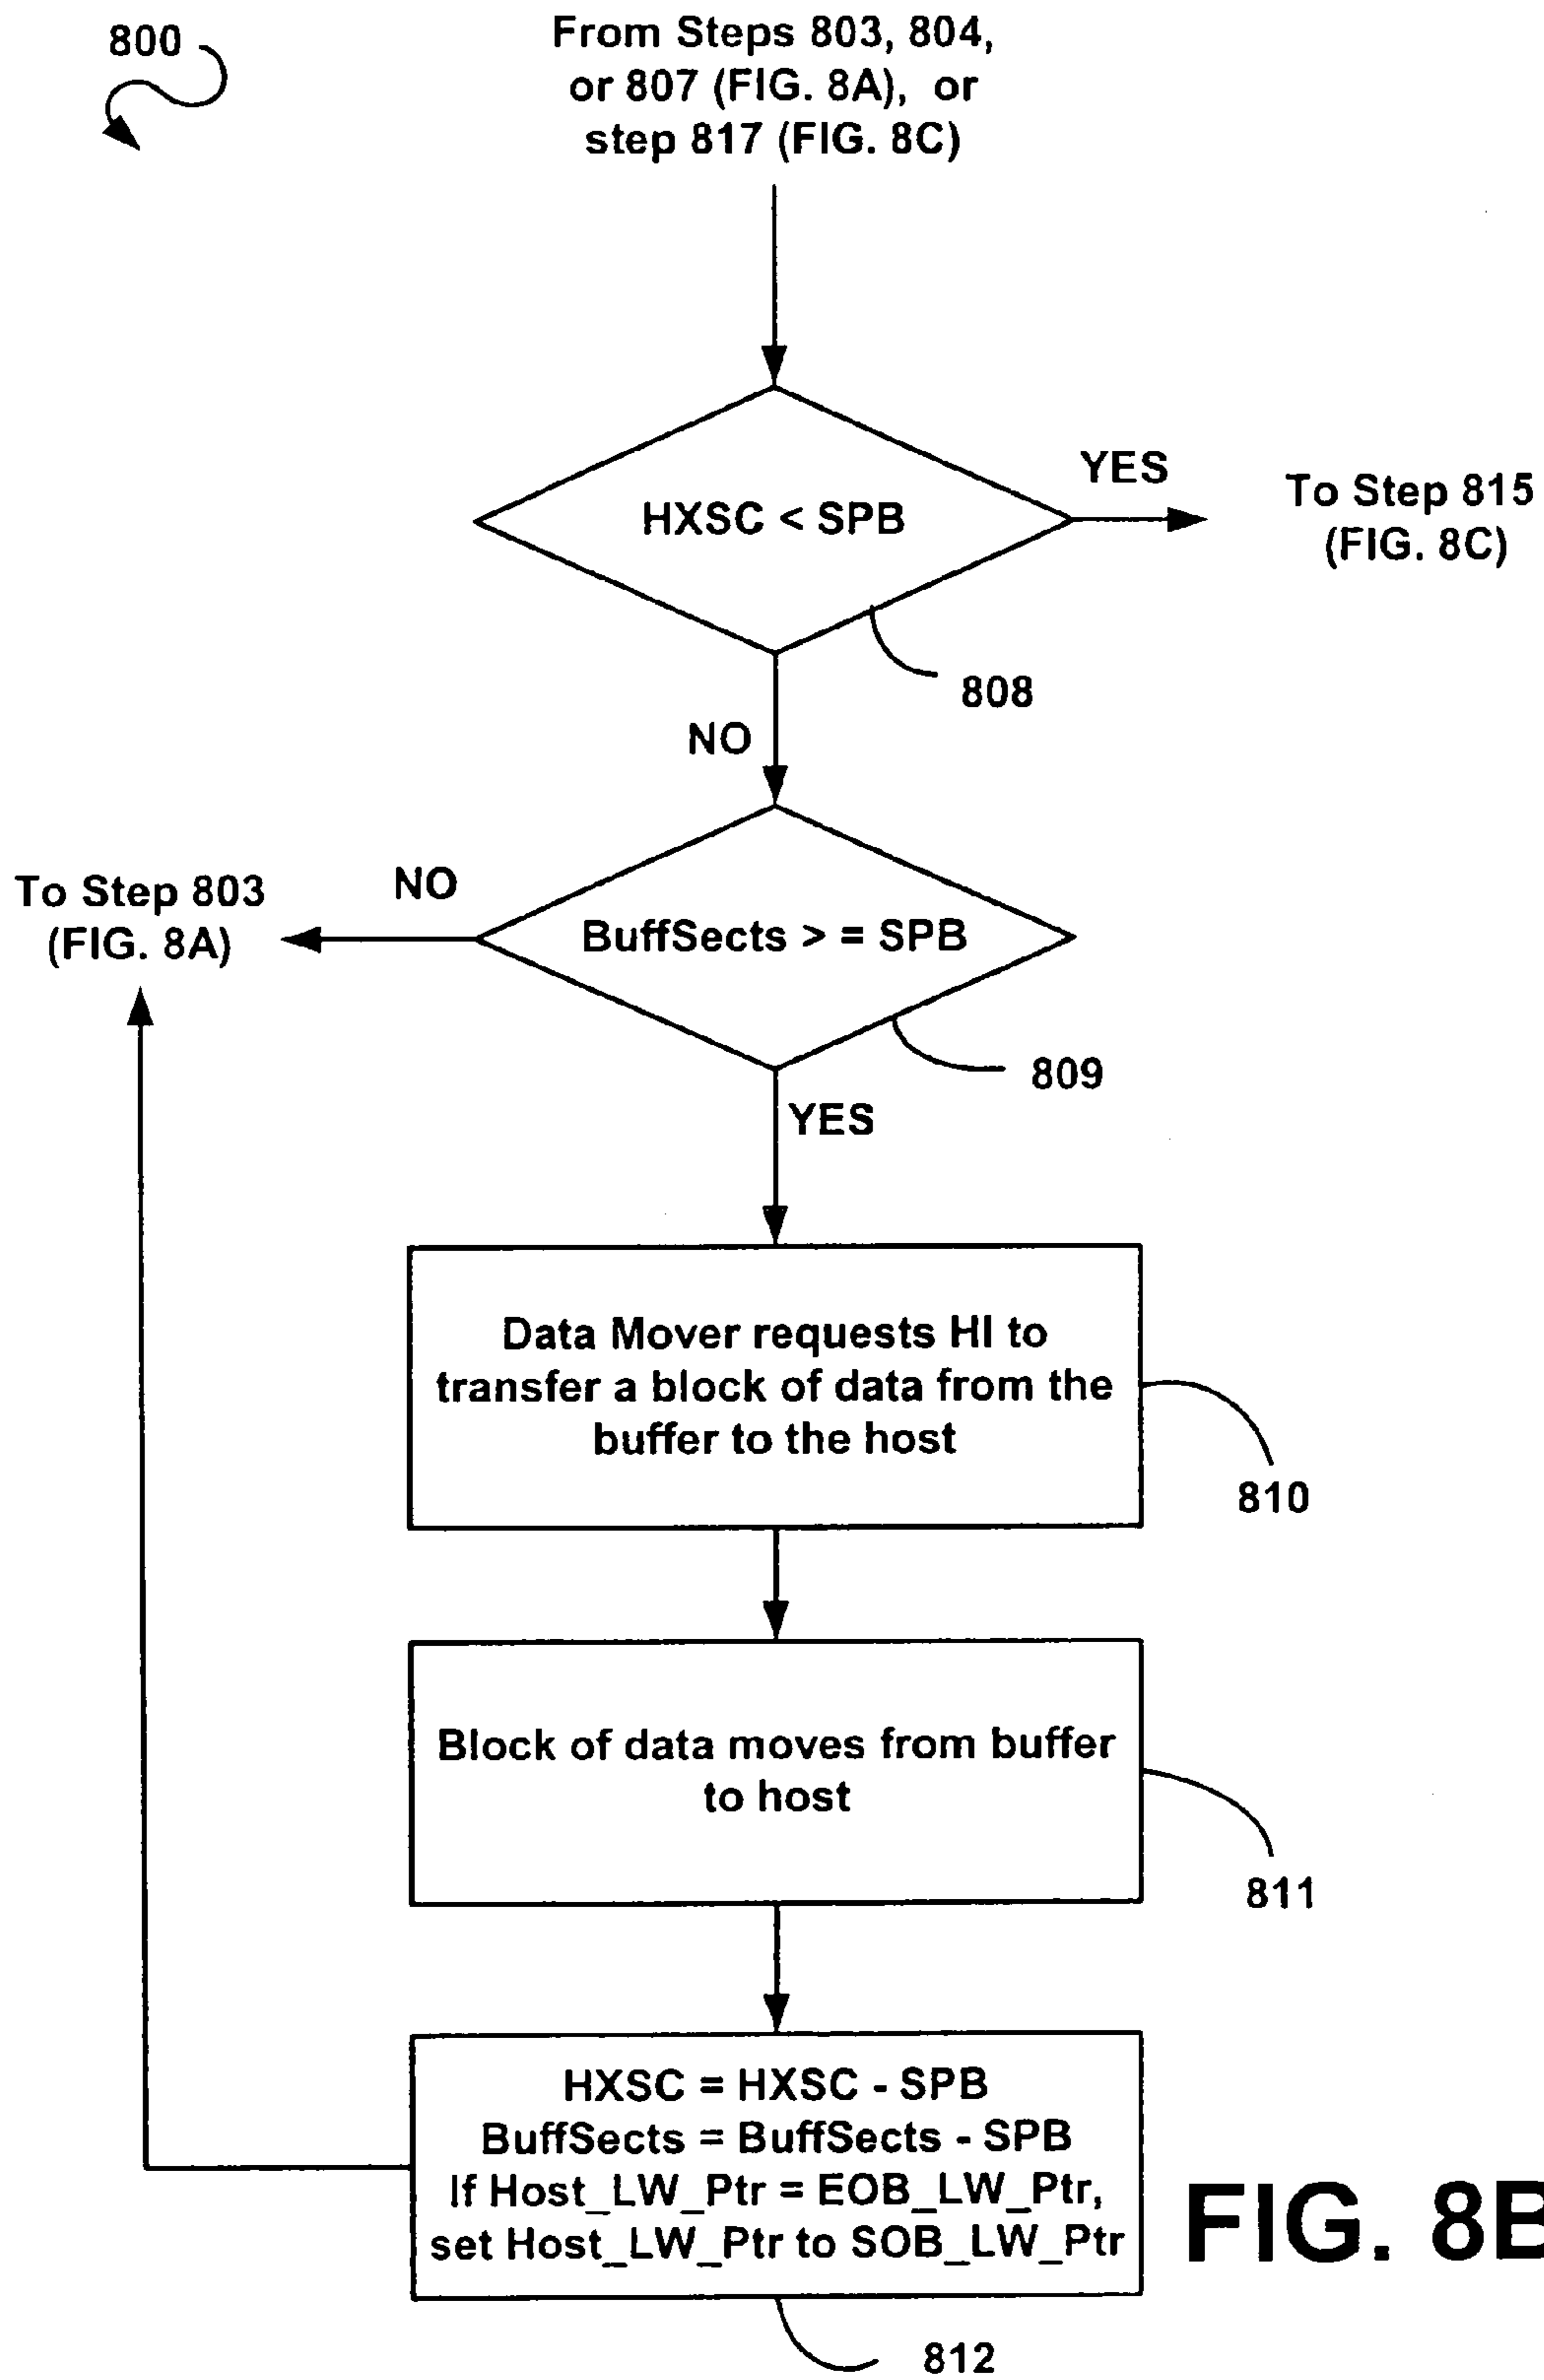 800
From Steps 803, 804,
or 807 (FIG. 8A), or
step 817 (FIG. 8C)
HXSC < SPB
YES
To Step 815
(FIG. 8C)
808
NO
To Step 803
(FIG. 8A)
NO
BuffSects > = SPB
809
YES
Data Mover requests HI to
transfer a block of data from the
buffer to the host
810
Block of data moves from buffer
to host
811
HXSC = HXSC - SPB
BuffSects = BuffSects - SPB
If Host_LW_Ptr = EOB_LW_Ptr,
set Host_LW_Ptr to SOB_LW_Ptr
812
FIG. 8B